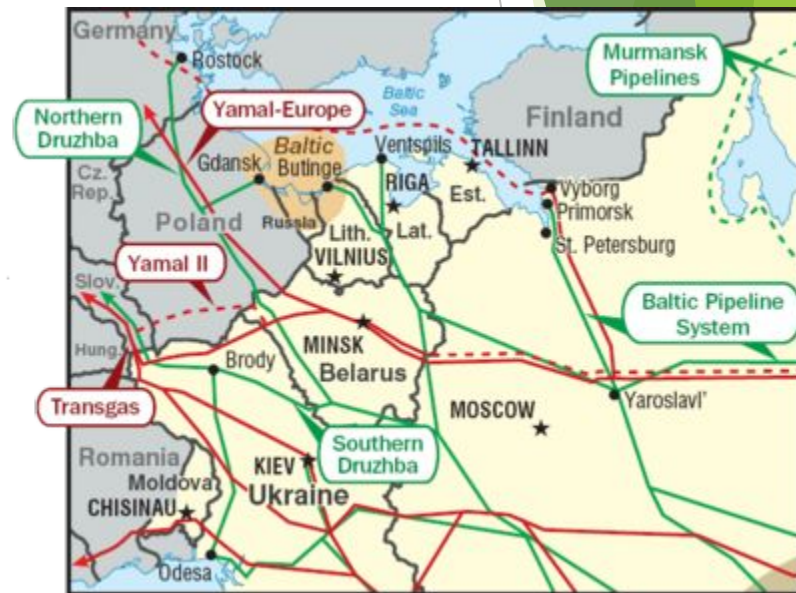 Germany
Rostock
Northern
Druzhba
Yamal-Europe
Baltic
Sea
Finland
Murmansk
Pipelines
Cz.
Rep.
Gdansk
Baltic
Butinge
Ventspils
TALLINN
RIGA
Est.
Vyborg
Primorsk
St. Petersburg
Poland
Russia
Lith.
Lat.
VILNIUS
Yamal II
Slov.
Baltic Pipeline
System
Hung.
Brody
MINSK
Belarus
Transgas
MOSCOW
Yaroslavl'
Southern
Druzhba
Romania
Moldova
CHISINAU
KIEV
Ukraine
Odesa